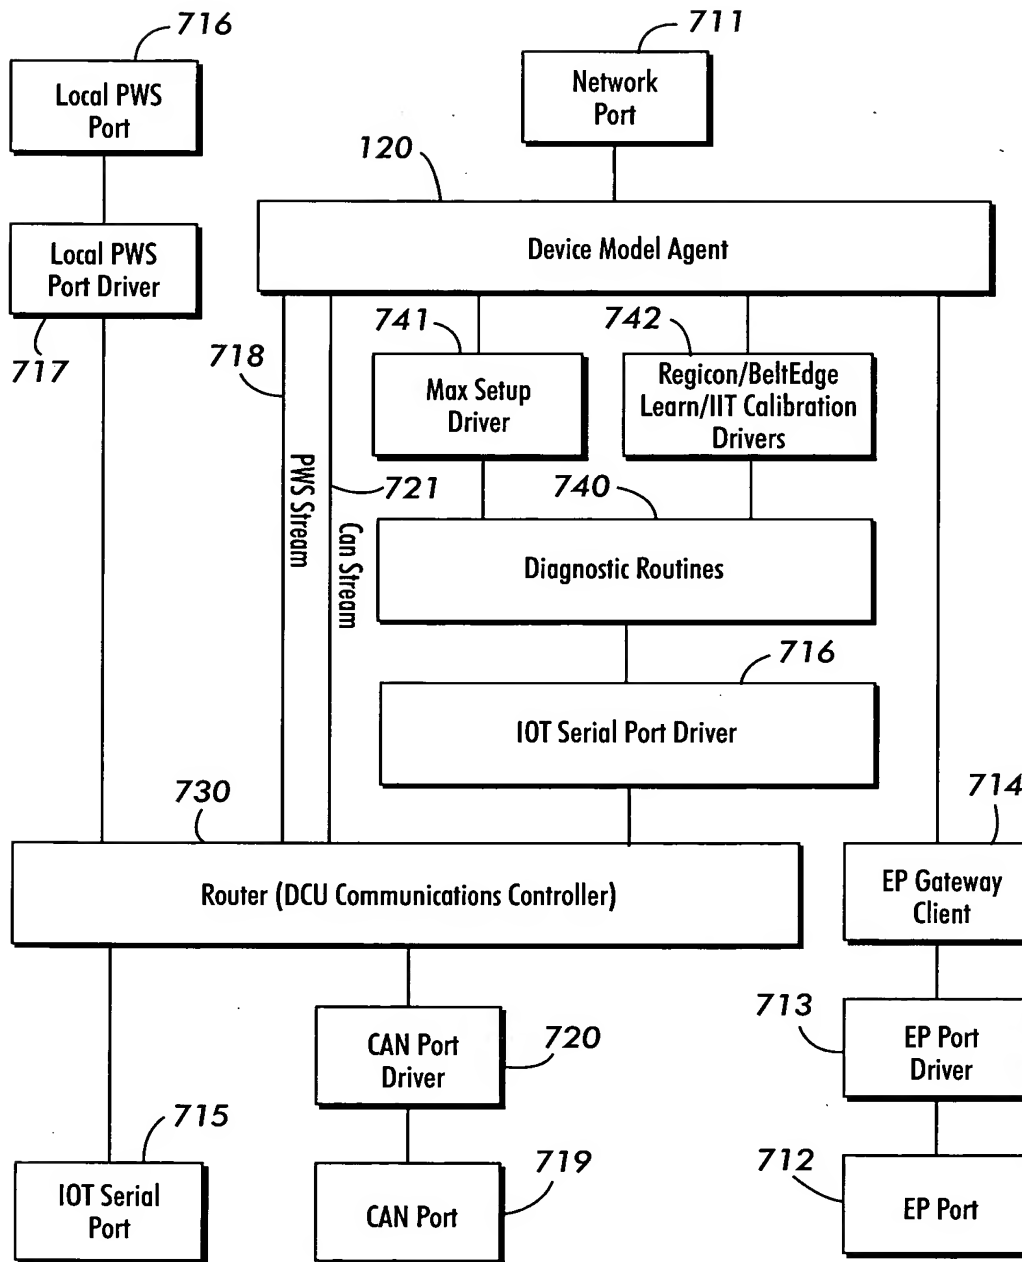 716
711
Local PWS
Port
Network
Port
120
Local PWS
Port Driver
Device Model Agent
717
718
741
742
Max Setup
Driver
Regicon/BeltEdge
Learn/IIT Calibration
Drivers
PWS Stream
721
Can Stream
740
Diagnostic Routines
716
IOT Serial Port Driver
730
714
Router (DCU Communications Controller)
EP Gateway
Client
CAN Port
Driver
720
713
EP Port
Driver
715
IOT Serial
Port
CAN Port
719
712
EP Port